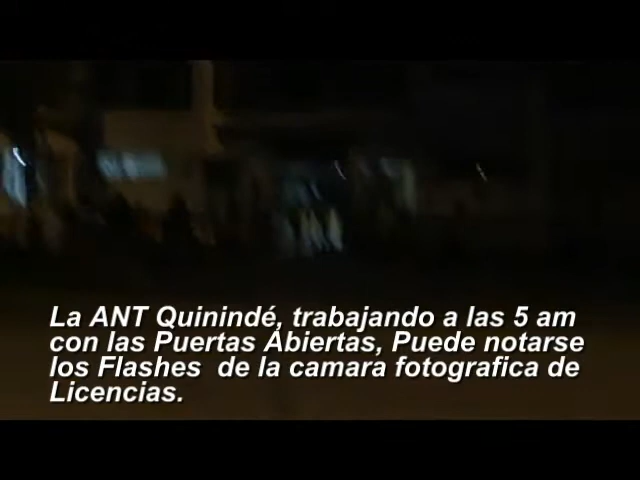 La ANT Quinindé, trabajando a las 5 am
con las Puertas Abiertas, Puede notarse
los Flashes  de la camara fotografica de
Licencias.